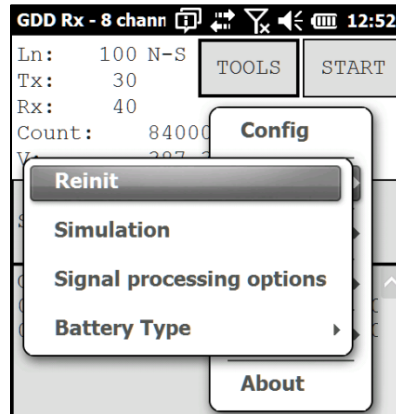 GDD Rx - 8 chann 12:52
Ln: 100 N-S
TOOLS START
Tx: 30
Rx: 40
Count: 84000
Config
Reinit
Simulation
Signal processing options
Battery Type
About